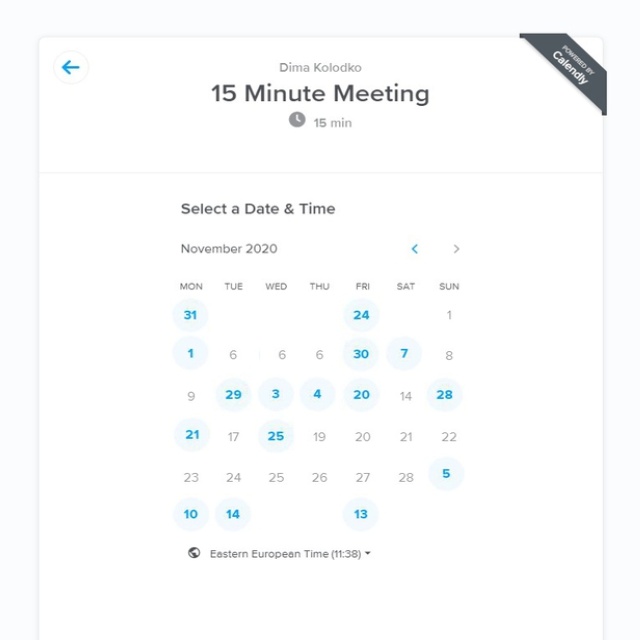 POWERED BY
Calendly
Dima Kolodko
15 Minute Meeting
15 min
Select a Date & Time
November 2020
MON TUE WED THU FRI SAT SUN
31 24 1
1 6 6 6 30 7 8
9 29 3 4 20 14 28
21 17 25 19 20 21 22
23 24 25 26 27 28 5
10 14 13
Eastern European Time (11:38)